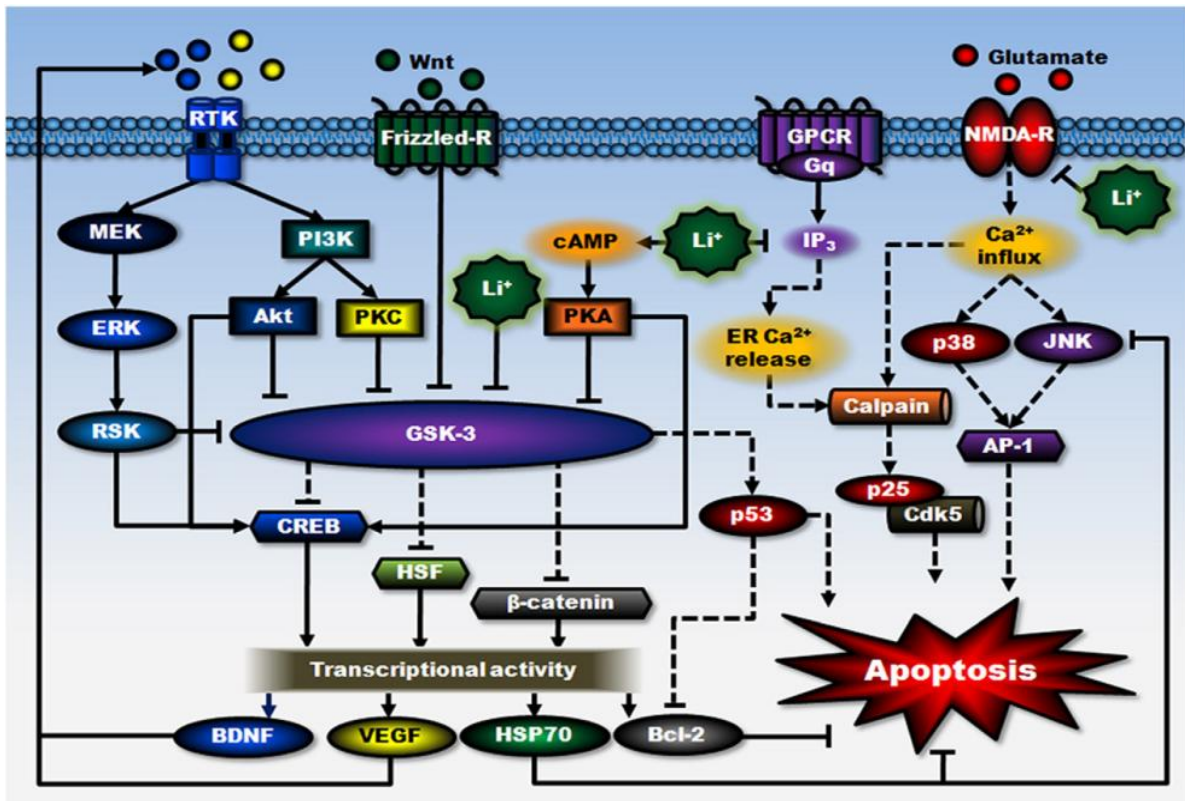 Wnt
Glutamate
RTK
Frizzled-R
GPCR
Gq
NMDA-R
Li⁺
MEK
PI3K
cAMP
Li⁺
IP₃
Ca²⁺
influx
Li⁺
ERK
Akt
PKC
PKA
ER Ca²⁺
release
p38
JNK
Calpain
RSK
GSK-3
AP-1
p25
Cdk5
CREB
p53
HSF
β-catenin
Transcriptional activity
Apoptosis
BDNF
VEGF
HSP70
Bcl-2